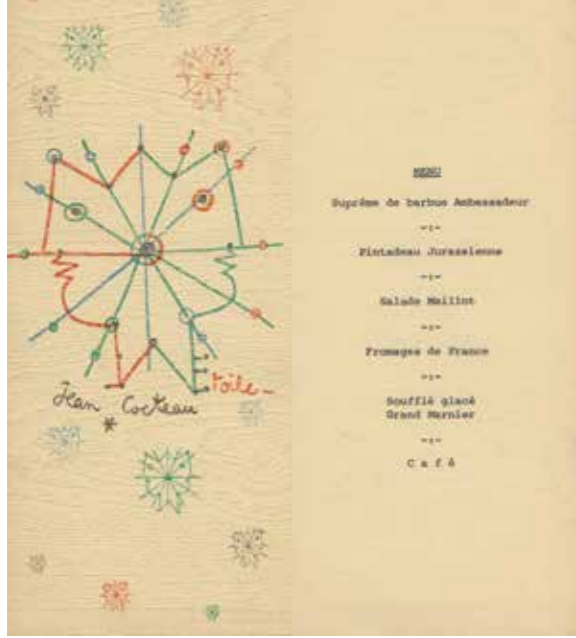 Jean Cocteau
*
toile
MENU
Suprême de barbue Ambassadeur
-:-
Pintadeau Jurassienne
-:-
Salade Maillot
-:-
Fromages de France
-:-
Soufflé glacé
Grand Marnier
-:-
Café